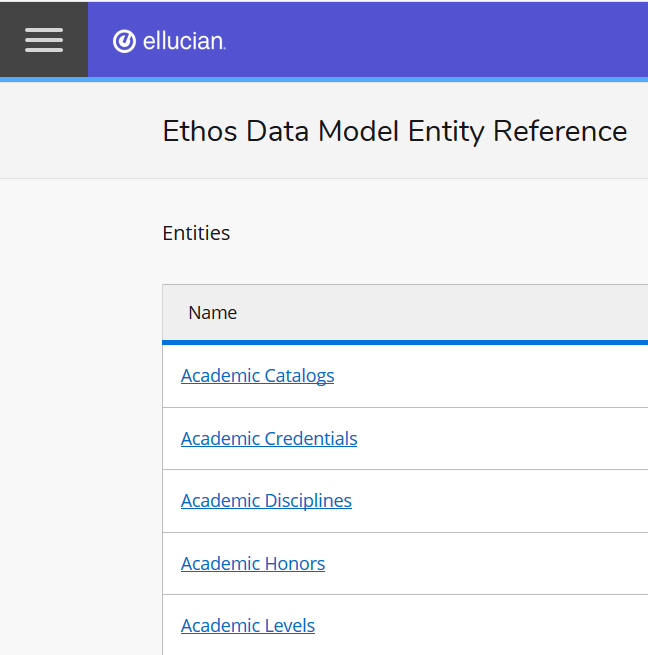 ellucian.
Ethos Data Model Entity Reference
Entities
Name
Academic Catalogs
Academic Credentials
Academic Disciplines
Academic Honors
Academic Levels